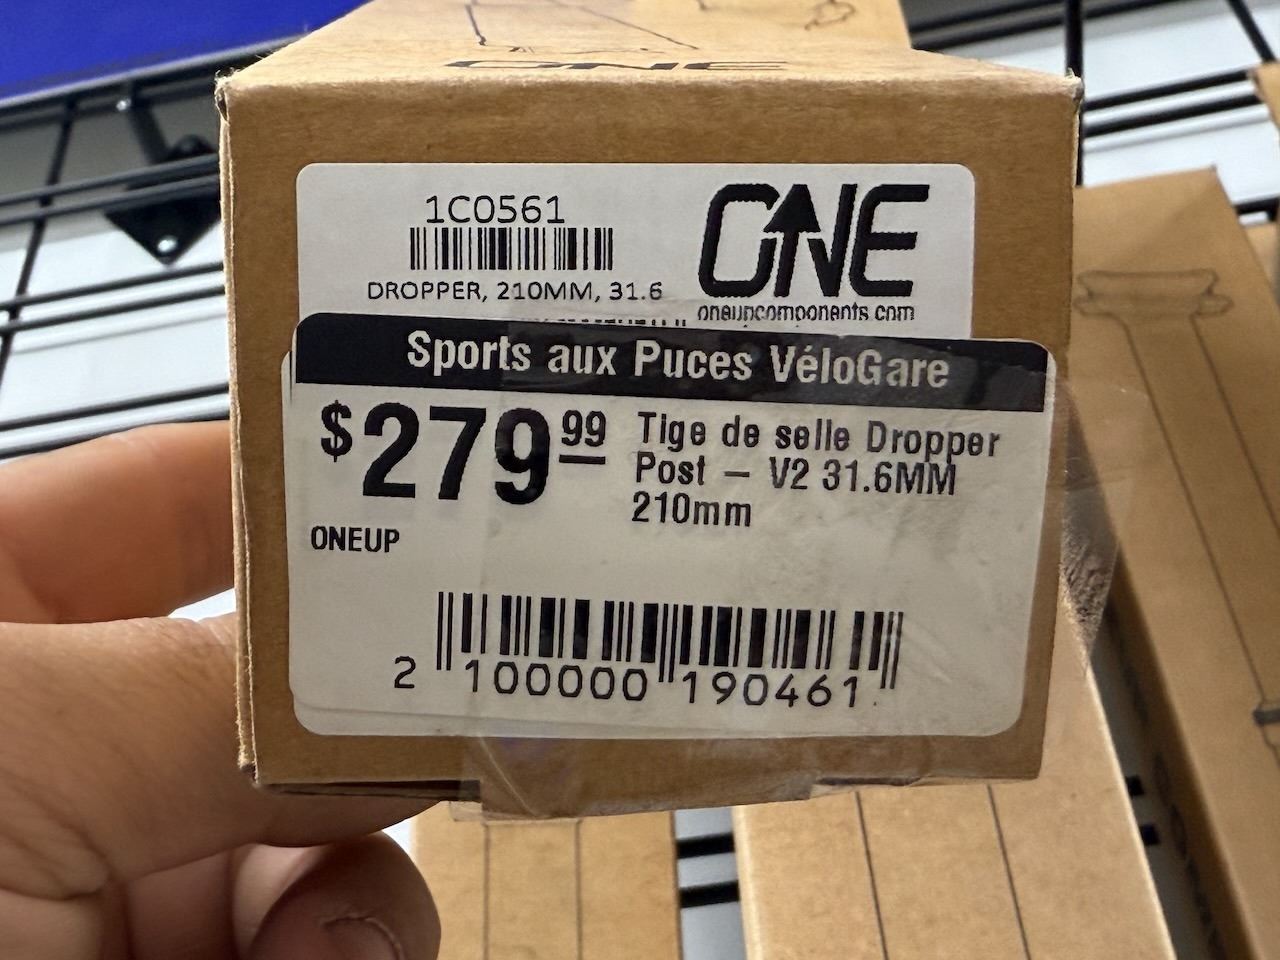 ONE
1C0561
ONE
DROPPER, 210MM, 31.6
oneupcomponents.com
Sports aux Puces VéloGare
$279.99
Tige de selle Dropper
Post – V2 31.6MM
210mm
ONEUP
2 100000 190461